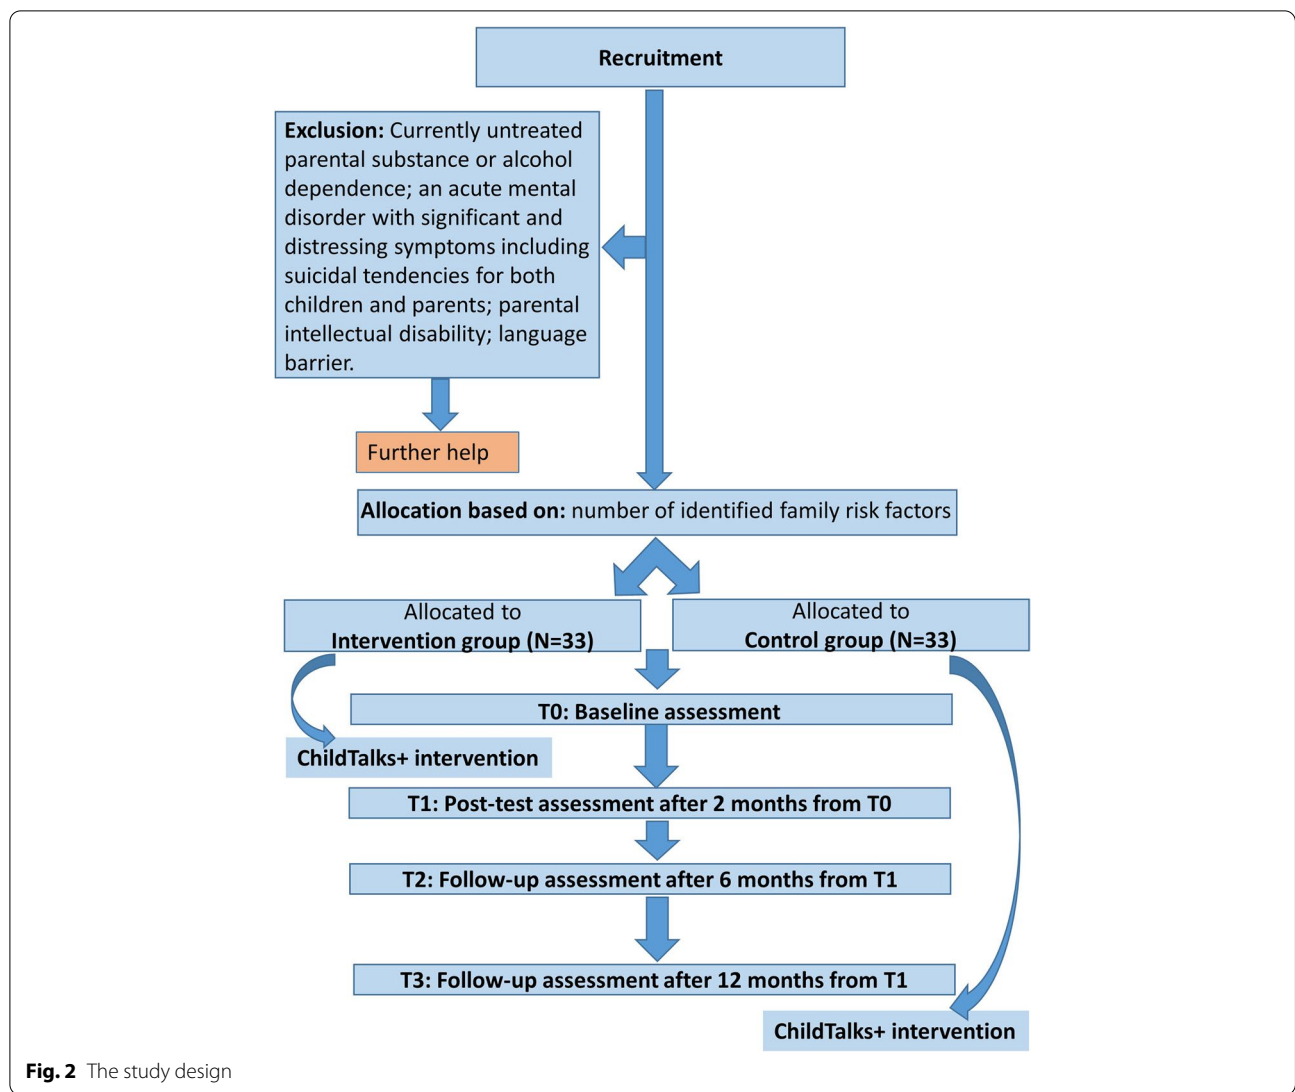 Recruitment
Exclusion: Currently untreated
parental substance or alcohol
dependence; an acute mental
disorder with significant and
distressing symptoms including
suicidal tendencies for both
children and parents; parental
intellectual disability; language
barrier.
Further help
Allocation based on: number of identified family risk factors
Allocated to
Intervention group (N=33)
Allocated to
Control group (N=33)
T0: Baseline assessment
ChildTalks+ intervention
T1: Post-test assessment after 2 months from T0
T2: Follow-up assessment after 6 months from T1
T3: Follow-up assessment after 12 months from T1
ChildTalks+ intervention
Fig. 2 The study design